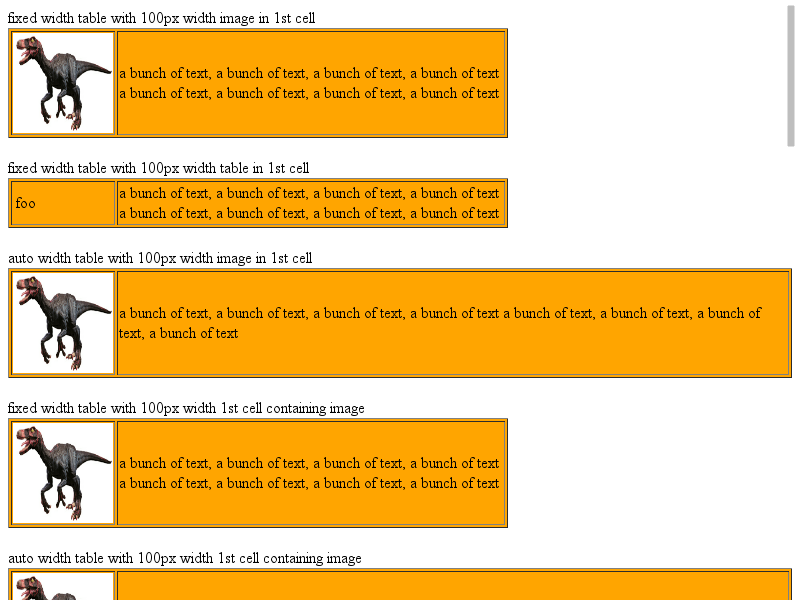 fixed width table with 100px width image in 1st cell
a bunch of text, a bunch of text, a bunch of text, a bunch of text
a bunch of text, a bunch of text, a bunch of text, a bunch of text
fixed width table with 100px width table in 1st cell
foo
a bunch of text, a bunch of text, a bunch of text, a bunch of text
a bunch of text, a bunch of text, a bunch of text, a bunch of text
auto width table with 100px width image in 1st cell
a bunch of text, a bunch of text, a bunch of text, a bunch of text a bunch of text, a bunch of text, a bunch of
text, a bunch of text
fixed width table with 100px width 1st cell containing image
a bunch of text, a bunch of text, a bunch of text, a bunch of text
a bunch of text, a bunch of text, a bunch of text, a bunch of text
auto width table with 100px width 1st cell containing image